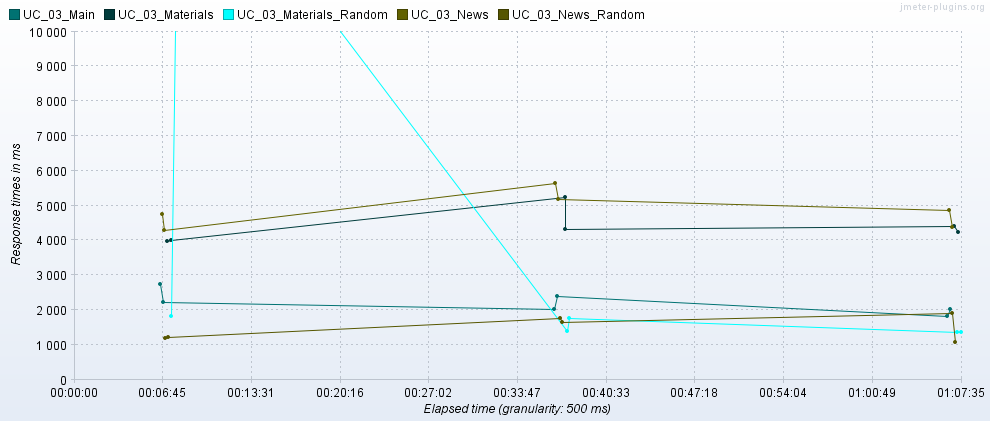 UC_03_Main UC_03_Materials UC_03_Materials_Random UC_03_News UC_03_News_Random
jmeter-plugins.org
10 000
9 000
8 000
7 000
6 000
5 000
4 000
3 000
2 000
1 000
0
Response times in ms
00:00:00 00:06:45 00:13:31 00:20:16 00:27:02 00:33:47 00:40:33 00:47:18 00:54:04 01:00:49 01:07:35
Elapsed time (granularity: 500 ms)